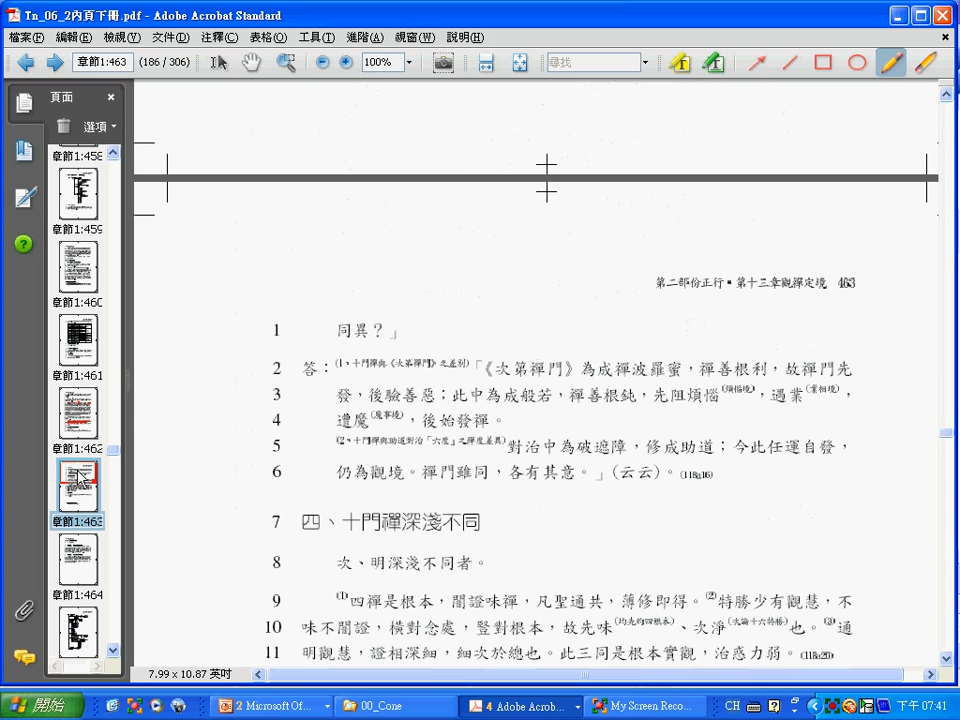 Tn_06_2內頁下冊.pdf - Adobe Acrobat Standard
檔案(F) 編輯(E) 檢視(V) 文件(D) 注釋(C) 表格(O) 工具(T) 進階(A) 視窗(W) 說明(H)
章節1:463 (186 / 306) 100% 尋找
頁面
選項
章節1:458
章節1:459
章節1:460
章節1:461
章節1:462
章節1:463
章節1:464
第二部份正行▪第十三章觀禪定境 463
1 同異？」
2 答：(1、十門禪與《次第禪門》之差別)「《次第禪門》為成禪波羅蜜，禪善根利，故禪門先
3 發，後驗善惡；此中為成般若，禪善根鈍，先阻煩惱(煩惱境)，過業(業相境)，
4 遭魔(魔事境)，後始發禪。
5 (2、十門禪與助道對治「六度」之禪度差異)對治中為破遮障，修成助道；今此任運自發，
6 仍為觀境。禪門雖同，各有其意。」(云云)。(118a16)
7 四、十門禪深淺不同
8 次、明深淺不同者。
9 (1)四禪是根本，闇證味禪，凡聖通共，薄修即得。(2)特勝少有觀慧，不
10 味不闇證，橫對念處，豎對根本，故先味(均先約四根本)、次淨(次論十六特勝)也。(3)通
11 明觀慧，證相深細，細次於總也。此三同是根本實觀，治惑力弱。(118a20)
7.99 x 10.87 英吋
開始 2 Microsoft Of... 00_Cone 4 Adobe Acrob... My Screen Reco... CH 下午 07:41